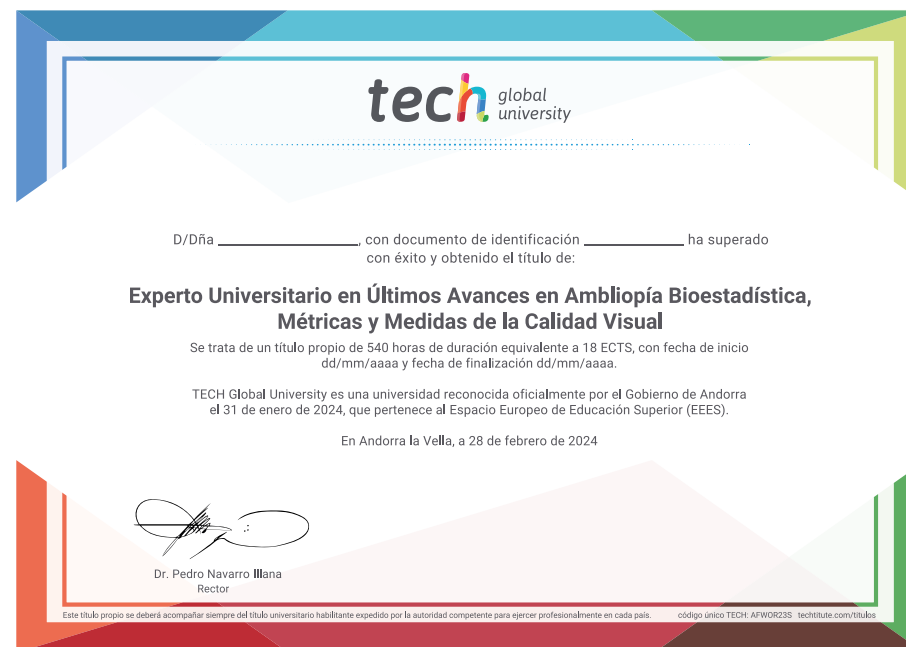 tech global university
D/Dña ____________________, con documento de identificación ______________ ha superado
con éxito y obtenido el título de:
Experto Universitario en Últimos Avances en Ambliopía Bioestadística,
Métricas y Medidas de la Calidad Visual
Se trata de un título propio de 540 horas de duración equivalente a 18 ECTS, con fecha de inicio
dd/mm/aaaa y fecha de finalización dd/mm/aaaa.
TECH Global University es una universidad reconocida oficialmente por el Gobierno de Andorra
el 31 de enero de 2024, que pertenece al Espacio Europeo de Educación Superior (EEES).
En Andorra la Vella, a 28 de febrero de 2024
Dr. Pedro Navarro Illana
Rector
Este título propio se deberá acompañar siempre del título universitario habilitante expedido por la autoridad competente para ejercer profesionalmente en cada país. código único TECH: AFWOR23S techtitute.com/titulos